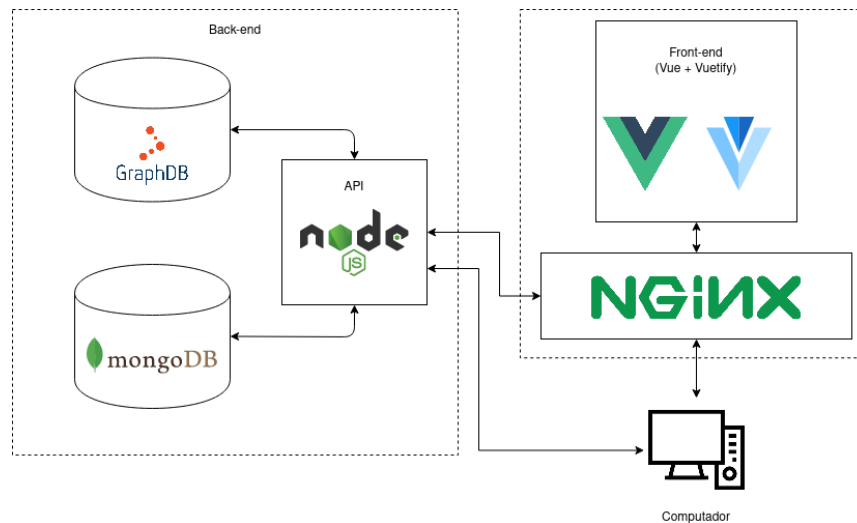 Back-end
GraphDB
mongoDB
API
node
JS
Front-end
(Vue + Vuetify)
NGINX
Computador